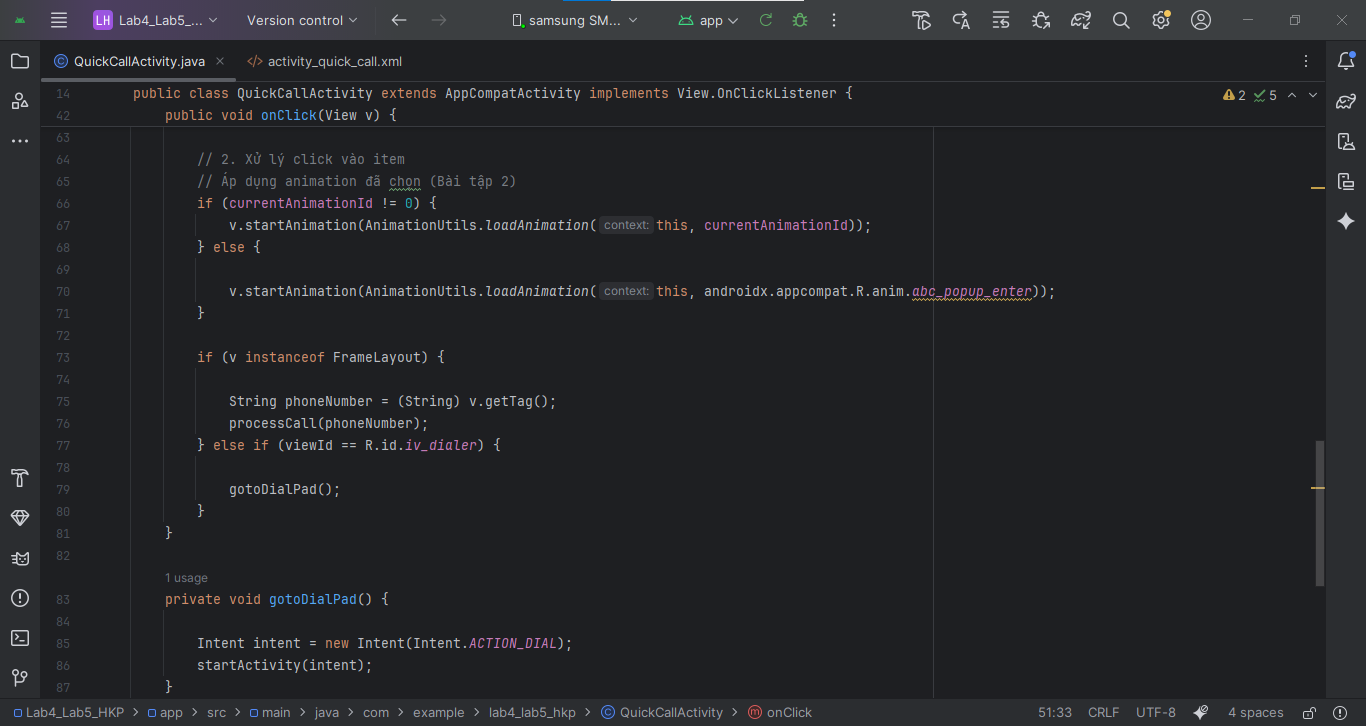 LH Lab4_Lab5_... Version control samsung SM... app
QuickCallActivity.java activity_quick_call.xml
14 public class QuickCallActivity extends AppCompatActivity implements View.OnClickListener { 2 5
42 public void onClick(View v) {
63
64 // 2. Xử lý click vào item
65 // Áp dụng animation đã chọn (Bài tập 2)
66 if (currentAnimationId != 0) {
67 v.startAnimation(AnimationUtils.loadAnimation( context: this, currentAnimationId));
68 } else {
69
70 v.startAnimation(AnimationUtils.loadAnimation( context: this, androidx.appcompat.R.anim.abc_popup_enter));
71 }
72
73 if (v instanceof FrameLayout) {
74
75 String phoneNumber = (String) v.getTag();
76 processCall(phoneNumber);
77 } else if (viewId == R.id.iv_dialer) {
78
79 gotoDialPad();
80 }
81 }
82
1 usage
83 private void gotoDialPad() {
84
85 Intent intent = new Intent(Intent.ACTION_DIAL);
86 startActivity(intent);
87 }
Lab4_Lab5_HKP > app > src > main > java > com > example > lab4_lab5_hkp > QuickCallActivity > onClick 51:33 CRLF UTF-8 4 spaces